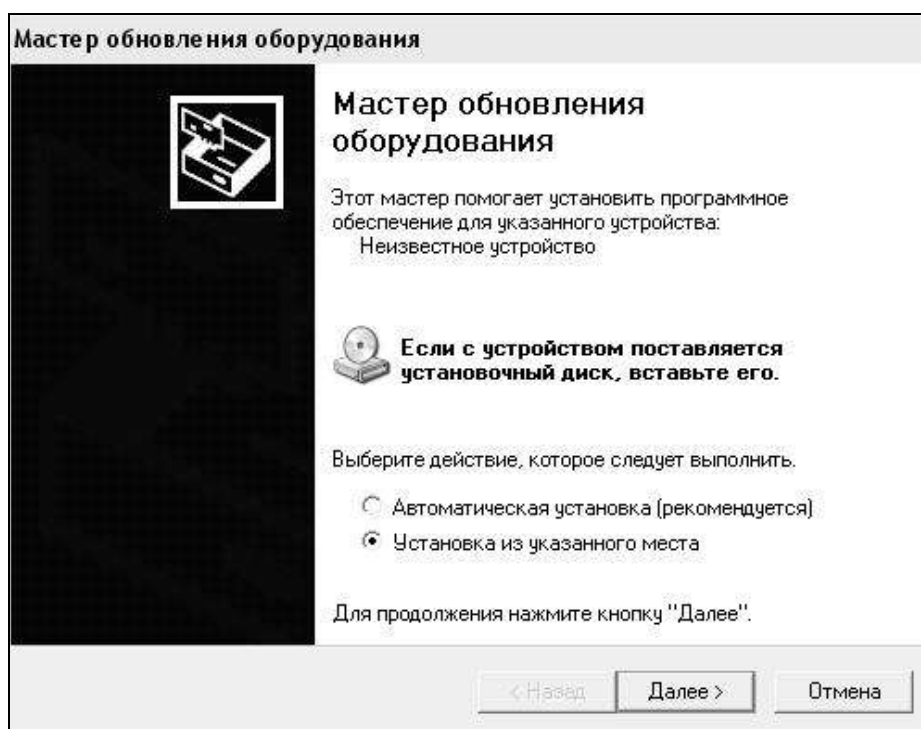 Мастер обновления оборудования
Мастер обновления
оборудования
Этот мастер помогает установить программное
обеспечение для указанного устройства:
Неизвестное устройство
Если с устройством поставляется
установочный диск, вставьте его.
Выберите действие, которое следует выполнить.
Автоматическая установка (рекомендуется)
Установка из указанного места
Для продолжения нажмите кнопку "Далее".
< Назад   Далее >   Отмена